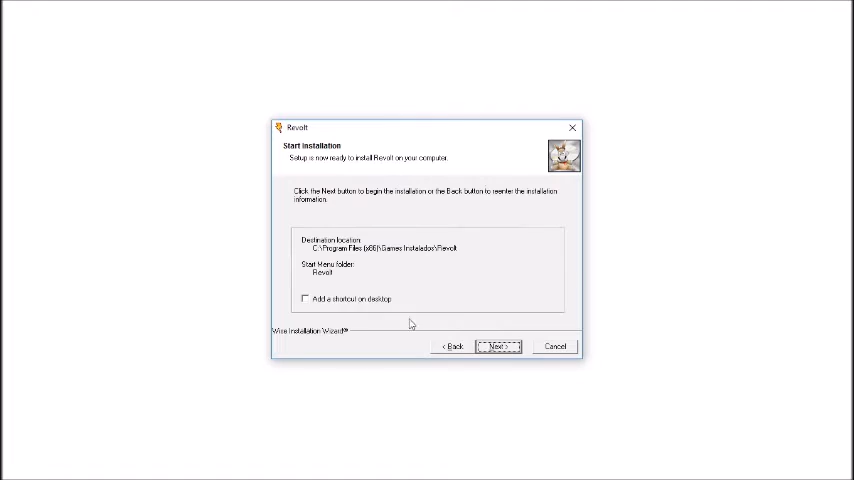 Revolt
Start Installation
Setup is now ready to install Revolt on your computer.
Click the Next button to begin the installation or the Back button to reenter the installation
information.
Destination location:
C:\Program Files (x86)\Games Instalados\Revolt
Start Menu folder:
Revolt
Add a shortcut on desktop
Wise Installation Wizard®
< Back
Next >
Cancel